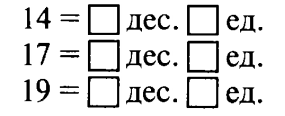 14 = □ дес. □ ед.
17 = □ дес. □ ед.
19 = □ дес. □ ед.